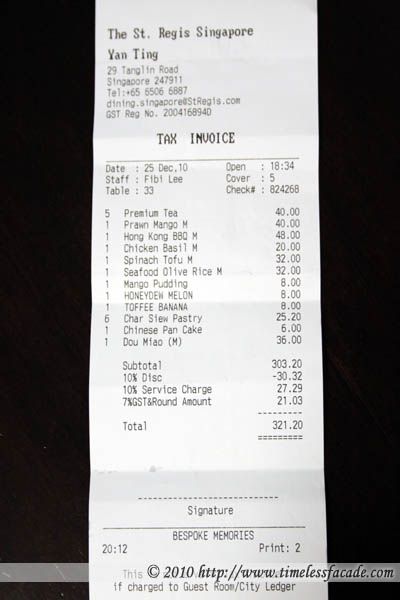 The St. Regis Singapore
Yan Ting
29 Tanglin Road
Singapore 247911
Tel:+65 6506 6887
dining.singapore@StRegis.com
GST Reg No. 200416894D
TAX INVOICE
Date : 25 Dec,10 Open : 18:34
Staff : Fibi Lee Cover : 5
Table : 33 Check# : 824268
5 Premium Tea 40.00
1 Prawn Mango M 40.00
1 Hong Kong BBQ M 48.00
1 Chicken Basil M 20.00
1 Spinach Tofu M 32.00
1 Seafood Olive Rice M 32.00
1 Mango Pudding 8.00
1 HONEYDEW MELON 8.00
1 TOFFEE BANANA 8.00
6 Char Siew Pastry 25.20
1 Chinese Pan Cake 6.00
1 Dou Miao (M) 36.00
Subtotal 303.20
10% Disc -30.32
10% Service Charge 27.29
7%GST&Round Amount 21.03
Total 321.20
Signature
BESPOKE MEMORIES
20:12 Print: 2
This
© 2010 http://www.timelessfacade.com
if charged to Guest Room/City Ledger